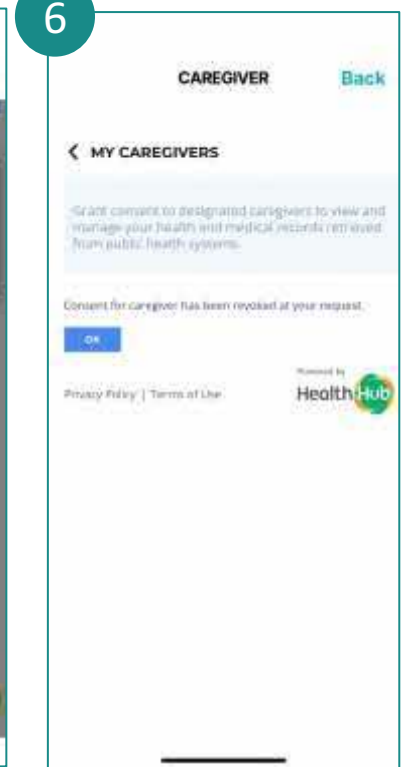 6
CAREGIVER Back
MY CAREGIVERS
Grant consent to designated caregivers to view and
manage your health and medical records retrieved
from public health systems.
Consent for caregiver has been revoked at your request.
OK
Privacy Policy | Terms of Use
Powered by
HealthHub